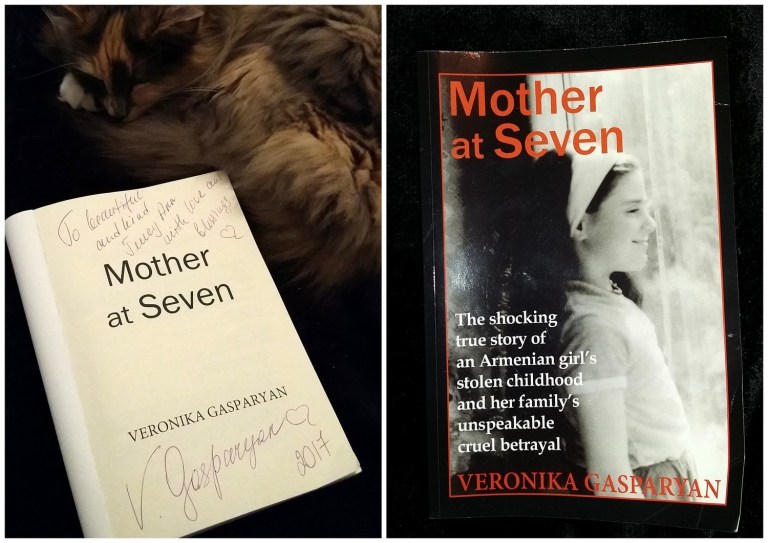 To beautiful
and kind
with love and
blessings
Mother
at Seven
VERONIKA GASPARYAN
V. Gasparyan
2017
Mother
at Seven
The shocking
true story of
an Armenian girl's
stolen childhood
and her family's
unspeakable
cruel betrayal
VERONIKA GASPARYAN